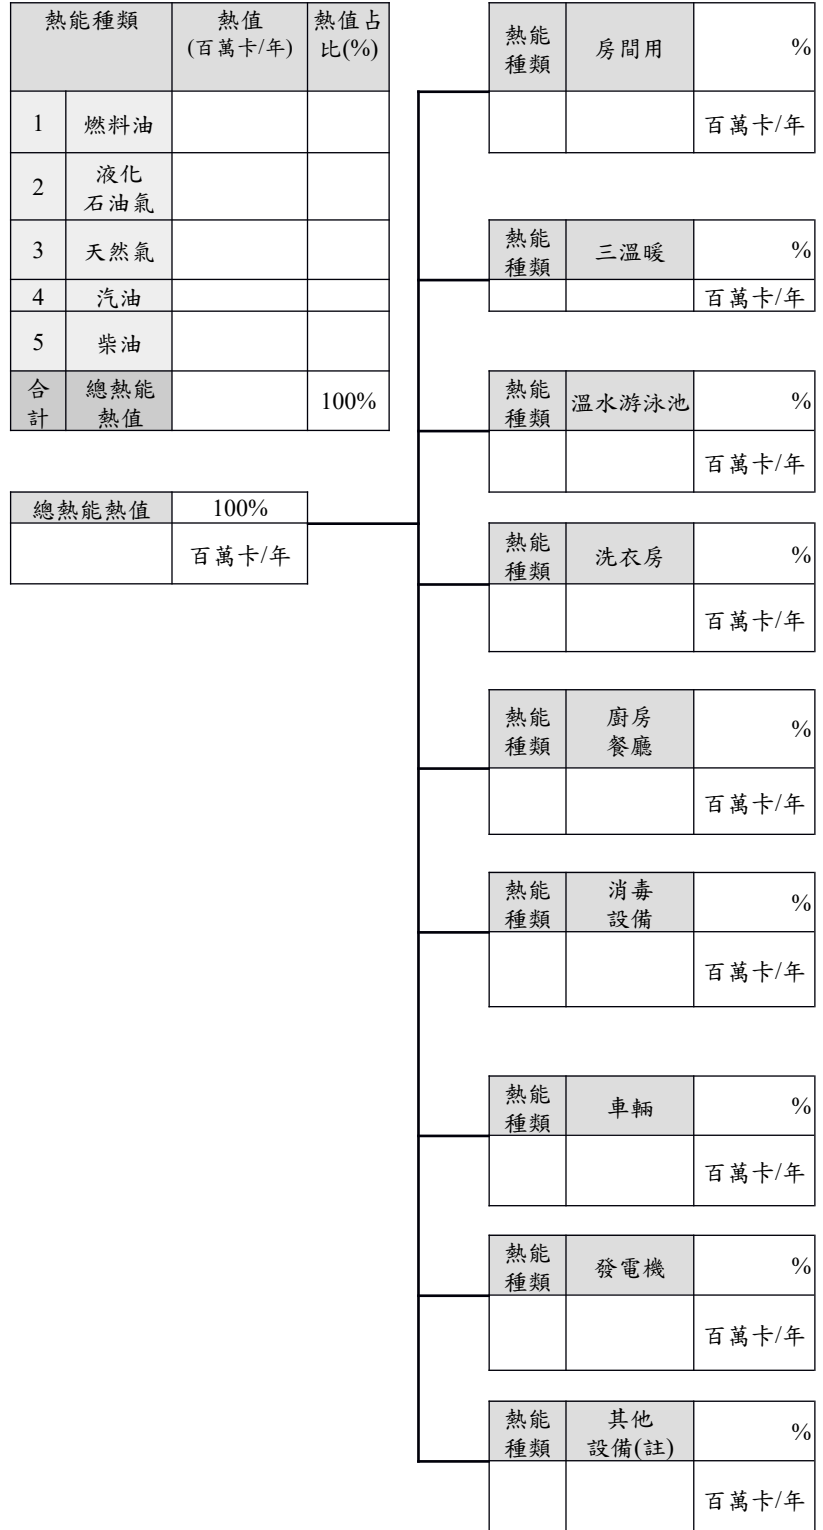 熱能種類 熱值 熱值占
(百萬卡/年) 比(%)
1 燃料油
2 液化
石油氣
3 天然氣
4 汽油
5 柴油
合 總熱能 100%
計 熱值
總熱能熱值 100%
百萬卡/年
熱能 房間用 %
種類
百萬卡/年
熱能 三溫暖 %
種類
百萬卡/年
熱能 溫水游泳池 %
種類
百萬卡/年
熱能 洗衣房 %
種類
百萬卡/年
熱能 廚房 %
種類 餐廳
百萬卡/年
熱能 消毒 %
種類 設備
百萬卡/年
熱能 車輛 %
種類
百萬卡/年
熱能 發電機 %
種類
百萬卡/年
熱能 其他 %
種類 設備(註)
百萬卡/年